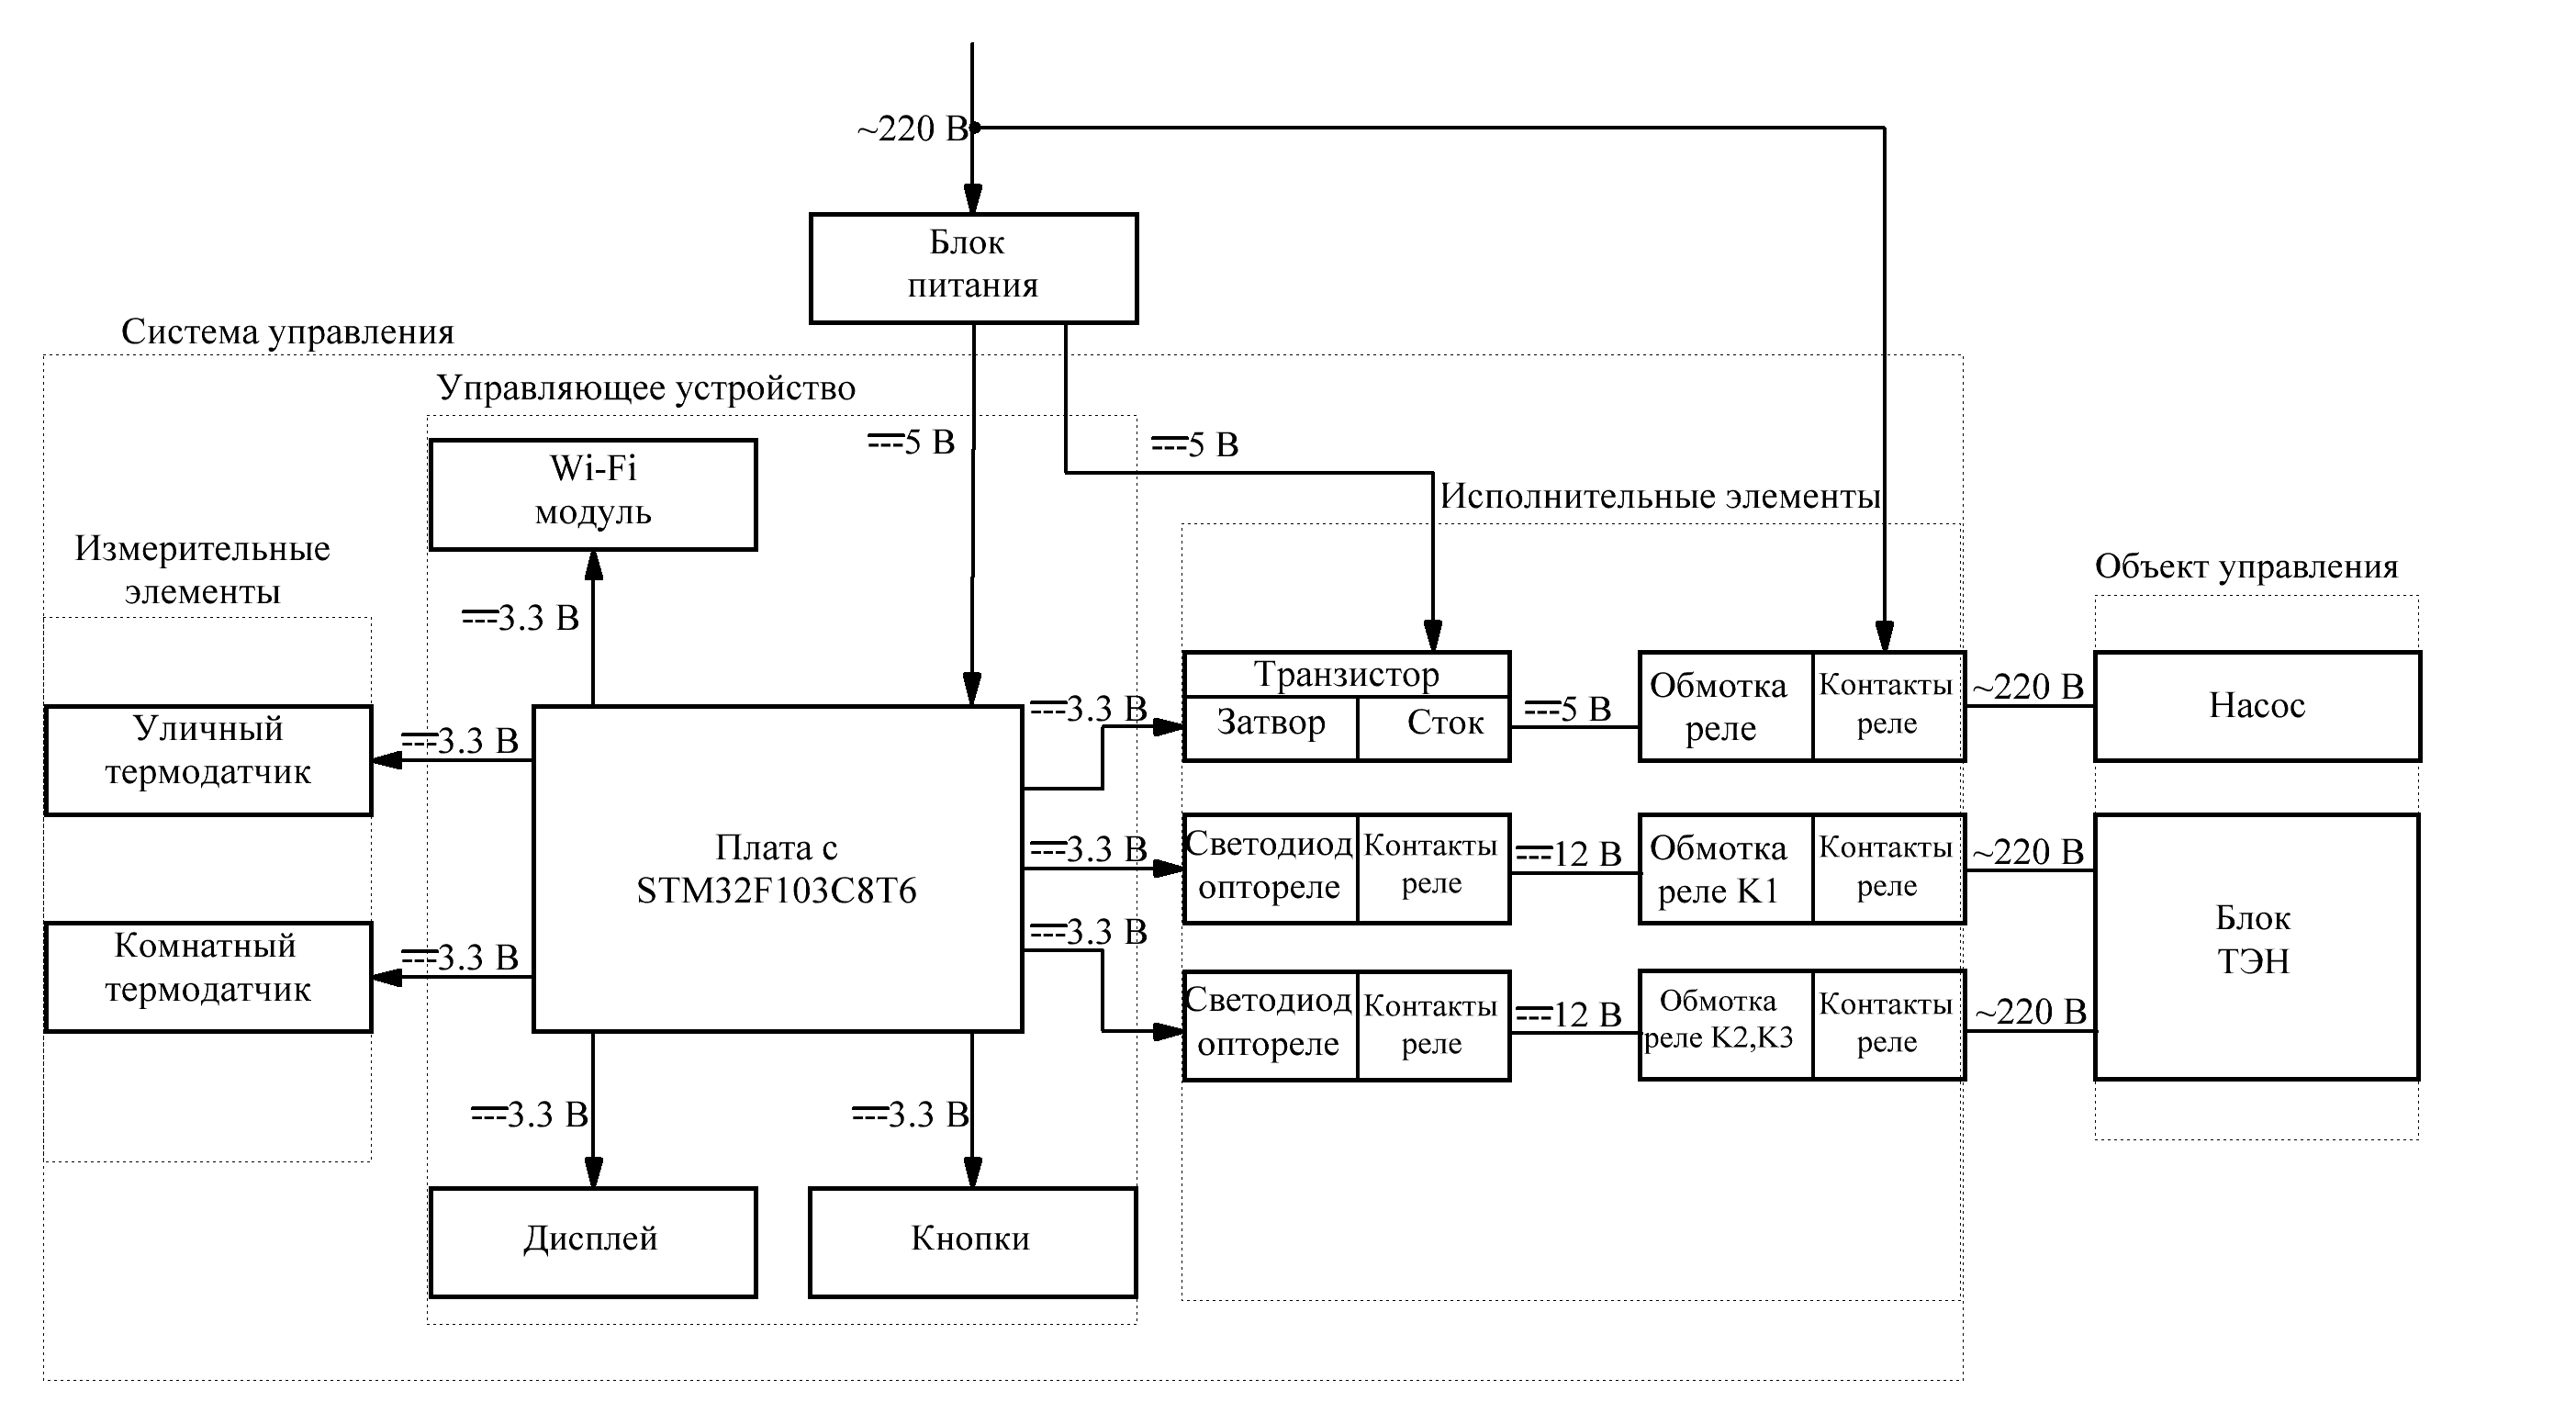 ~220 В
Блок
питания
Система управления
Управляющее устройство
⎓5 В
⎓5 В
Wi-Fi
модуль
Исполнительные элементы
Измерительные
элементы
Объект управления
⎓3.3 В
Уличный
термодатчик
⎓3.3 В
⎓3.3 В
Транзистор
Затвор
Сток
⎓5 В
Обмотка
реле
Контакты
реле
~220 В
Насос
Плата с
STM32F103C8T6
⎓3.3 В
Светодиод
оптореле
Контакты
реле
⎓12 В
Обмотка
реле K1
Контакты
реле
~220 В
Блок
ТЭН
Комнатный
термодатчик
⎓3.3 В
⎓3.3 В
Светодиод
оптореле
Контакты
реле
⎓12 В
Обмотка
реле K2,K3
Контакты
реле
~220 В
⎓3.3 В
⎓3.3 В
Дисплей
Кнопки